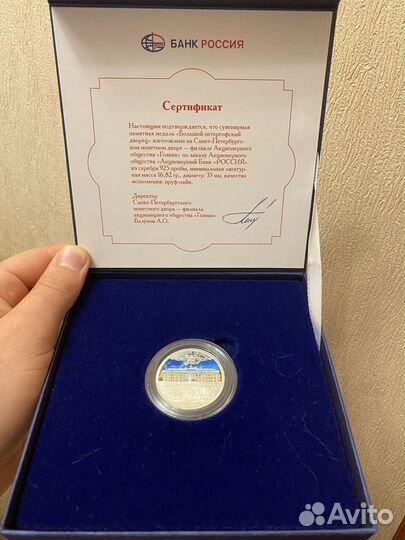 БАНК РОССИЯ
Сертификат
Настоящим подтверждается, что сувенирная
памятная медаль «Большой петергофский
дворец» изготовлена на Санкт-Петербургс-
ком монетном дворе – филиале Акционерного
общества «Гознак» по заказу Акционерного
общества «Акционерный Банк «РОССИЯ»
из серебра 925 пробы, минимальная лигатур-
ная масса 16,82 гр., диаметр: 33 мм, качество
исполнения: пруф-лайк.
Директор
Санкт-Петербургского
монетного двора – филиала
акционерного общества «Гознак»
Балунов А.О.
Avito